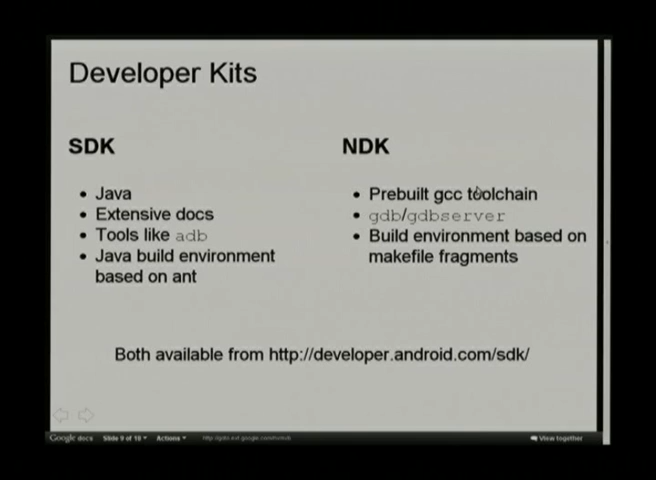 Developer Kits
SDK
• Java
• Extensive docs
• Tools like adb
• Java build environment
based on ant
NDK
• Prebuilt gcc toolchain
• gdb/gdbserver
• Build environment based on
makefile fragments
Both available from http://developer.android.com/sdk/
Google docs Slide 9 of 18 Actions
View together